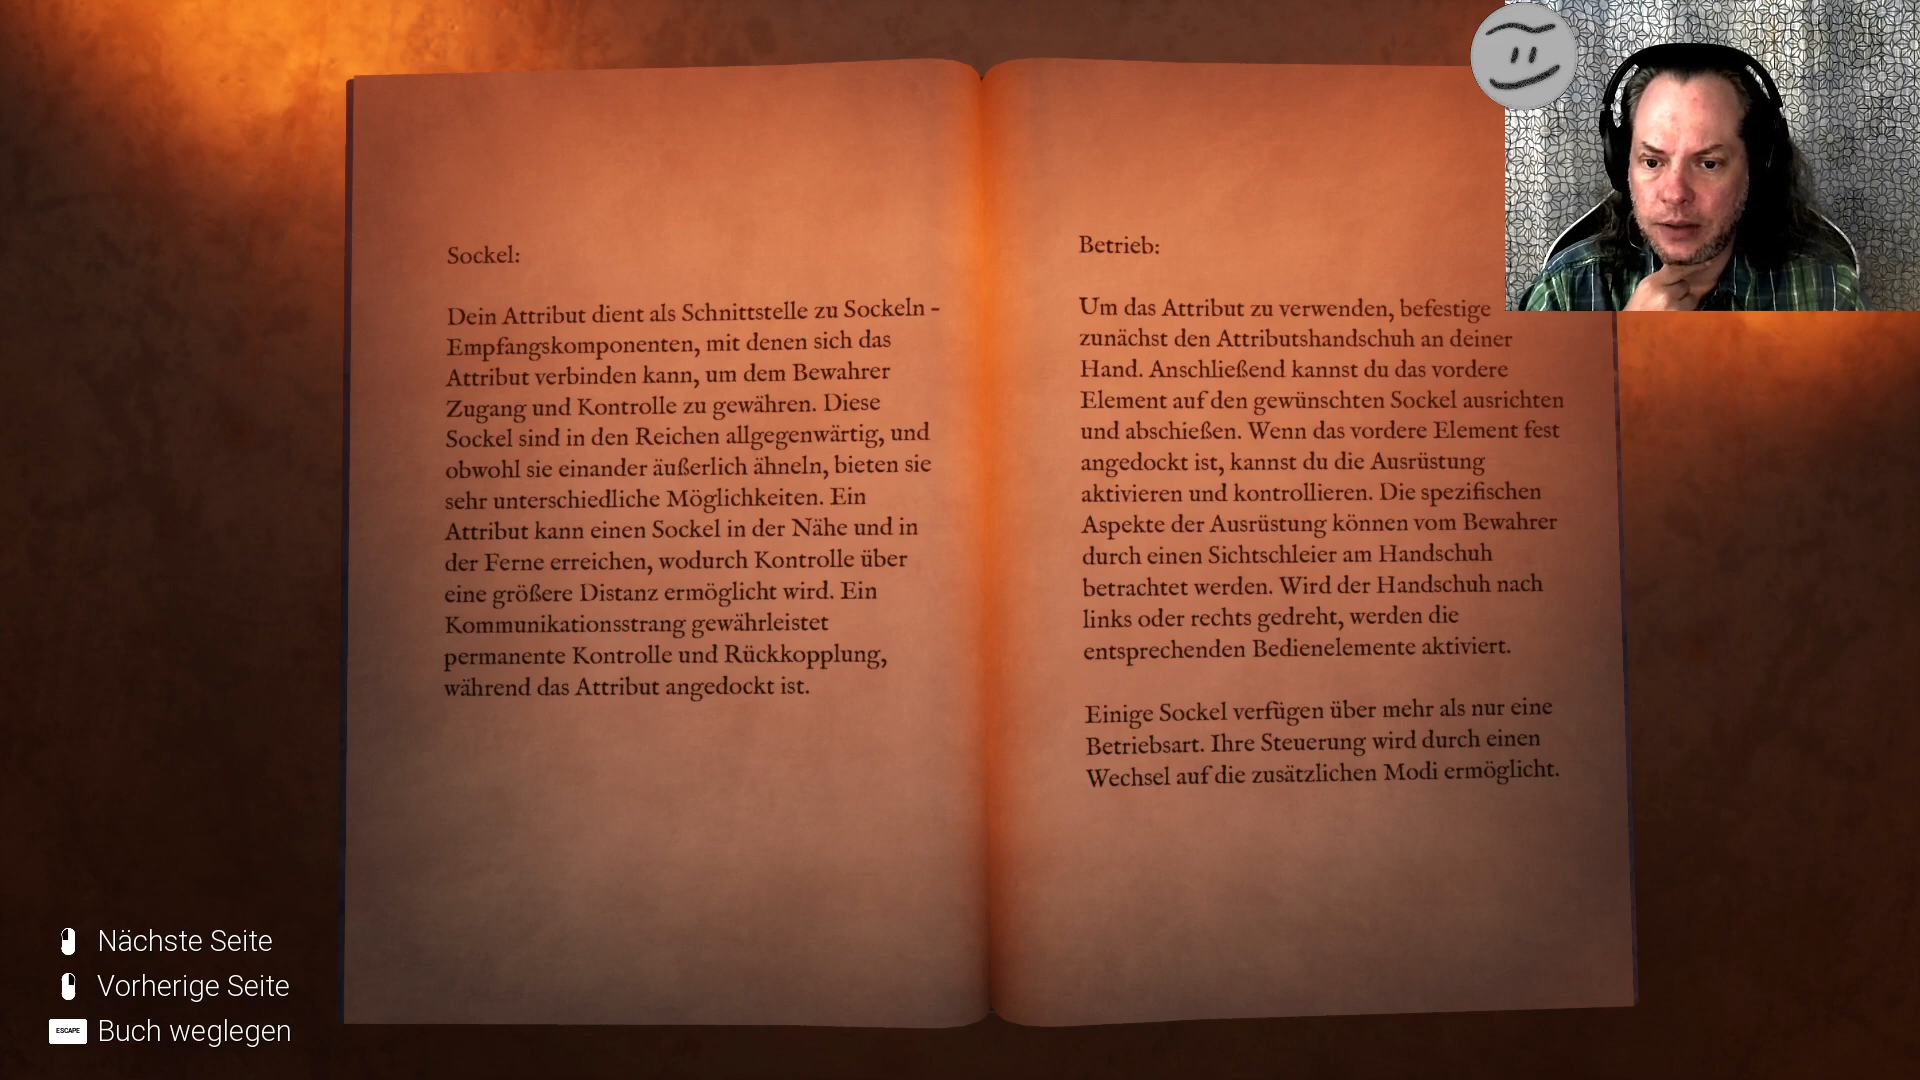 Sockel:
Dein Attribut dient als Schnittstelle zu Sockeln -
Empfangskomponenten, mit denen sich das
Attribut verbinden kann, um dem Bewahrer
Zugang und Kontrolle zu gewähren. Diese
Sockel sind in den Reichen allgegenwärtig, und
obwohl sie einander äußerlich ähneln, bieten sie
sehr unterschiedliche Möglichkeiten. Ein
Attribut kann einen Sockel in der Nähe und in
der Ferne erreichen, wodurch Kontrolle über
eine größere Distanz ermöglicht wird. Ein
Kommunikationsstrang gewährleistet
permanente Kontrolle und Rückkopplung,
während das Attribut angedockt ist.
Betrieb:
Um das Attribut zu verwenden, befestige
zunächst den Attributshandschuh an deiner
Hand. Anschließend kannst du das vordere
Element auf den gewünschten Sockel ausrichten
und abschießen. Wenn das vordere Element fest
angedockt ist, kannst du die Ausrüstung
aktivieren und kontrollieren. Die spezifischen
Aspekte der Ausrüstung können vom Bewahrer
durch einen Sichtschleier am Handschuh
betrachtet werden. Wird der Handschuh nach
links oder rechts gedreht, werden die
entsprechenden Bedienelemente aktiviert.
Einige Sockel verfügen über mehr als nur eine
Betriebsart. Ihre Steuerung wird durch einen
Wechsel auf die zusätzlichen Modi ermöglicht.
Nächste Seite
Vorherige Seite
ESCAPE Buch weglegen